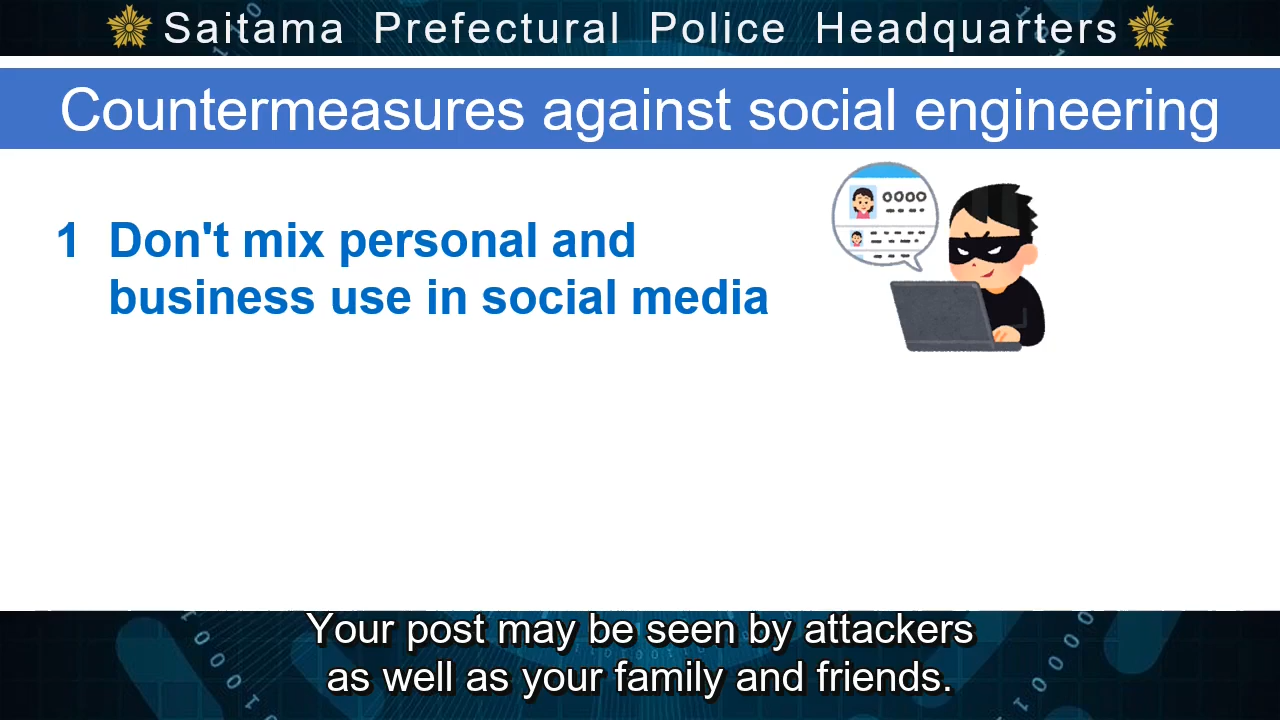 Saitama Prefectural Police Headquarters
Countermeasures against social engineering
1 Don't mix personal and
business use in social media
Your post may be seen by attackers
as well as your family and friends.